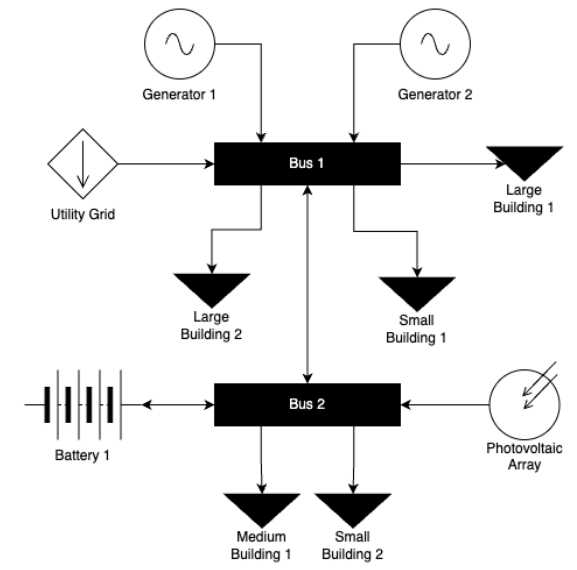 Generator 1
Generator 2
Bus 1
Utility Grid
Large
Building 1
Large
Building 2
Small
Building 1
Bus 2
Battery 1
Photovoltaic
Array
Medium
Building 1
Small
Building 2